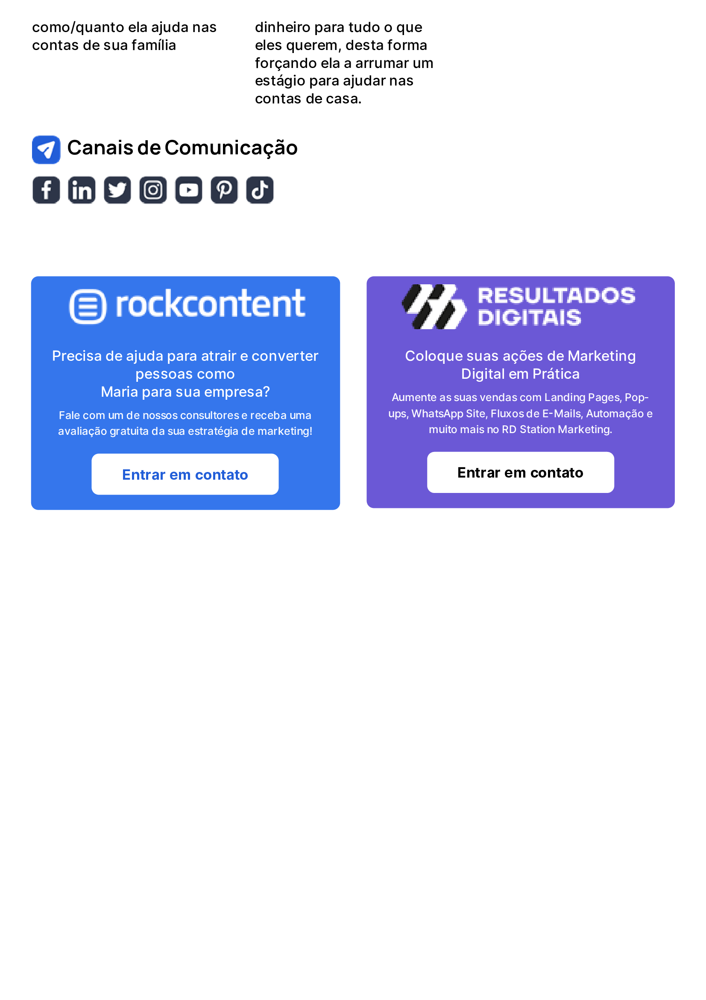 como/quanto ela ajuda nas
contas de sua família
dinheiro para tudo o que
eles querem, desta forma
forçando ela a arrumar um
estágio para ajudar nas
contas de casa.
Canais de Comunicação
rockcontent
Precisa de ajuda para atrair e converter
pessoas como
Maria para sua empresa?
Fale com um de nossos consultores e receba uma
avaliação gratuita da sua estratégia de marketing!
Entrar em contato
RESULTADOS
DIGITAIS
Coloque suas ações de Marketing
Digital em Prática
Aumente as suas vendas com Landing Pages, Pop-
ups, WhatsApp Site, Fluxos de E-Mails, Automação e
muito mais no RD Station Marketing.
Entrar em contato